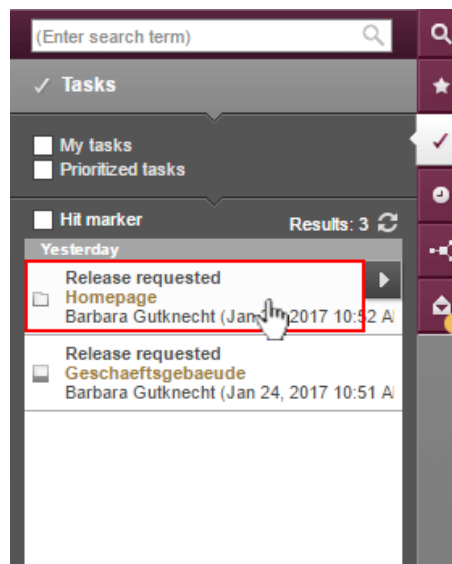 (Enter search term)
Tasks
My tasks
Prioritized tasks
Hit marker
Results: 3
Yesterday
Release requested
Homepage
Barbara Gutknecht (Jan 2017 10:52 A
Release requested
Geschaeftsgebaeude
Barbara Gutknecht (Jan 24, 2017 10:51 A